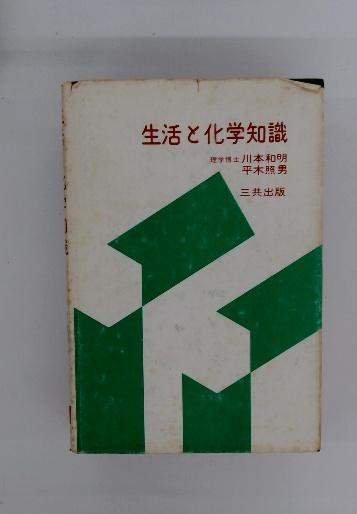 生活と化学知識
理学博士 川本和明
平木照男
三共出版